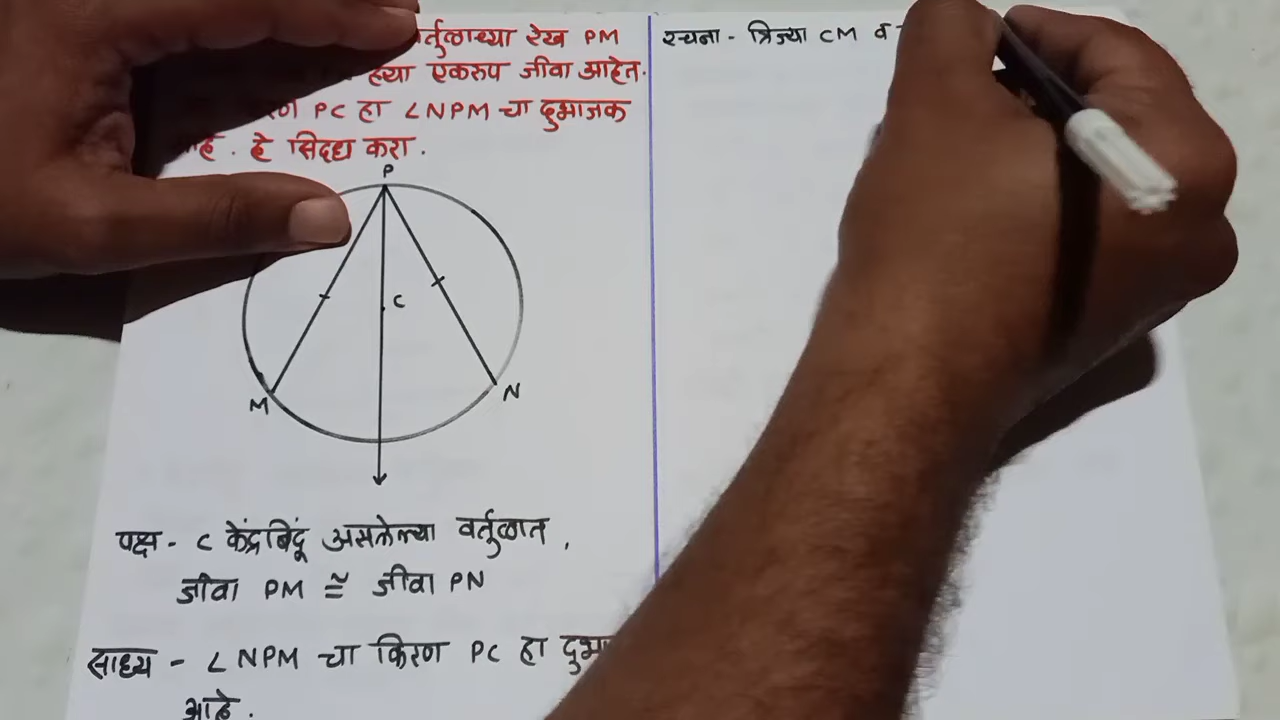 वर्तुळाच्या रेख PM
ह्या एकरुप जीवा आहेत.
PC हा ∠NPM चा दुभाजक
हे सिद्ध करा.
P
C
M
N
पक्ष - C केंद्रबिंदू असलेल्या वर्तुळात,
जीवा PM ≅ जीवा PN
साध्य - ∠NPM चा किरण PC हा
आहे.
रचना - त्रिज्या CM व